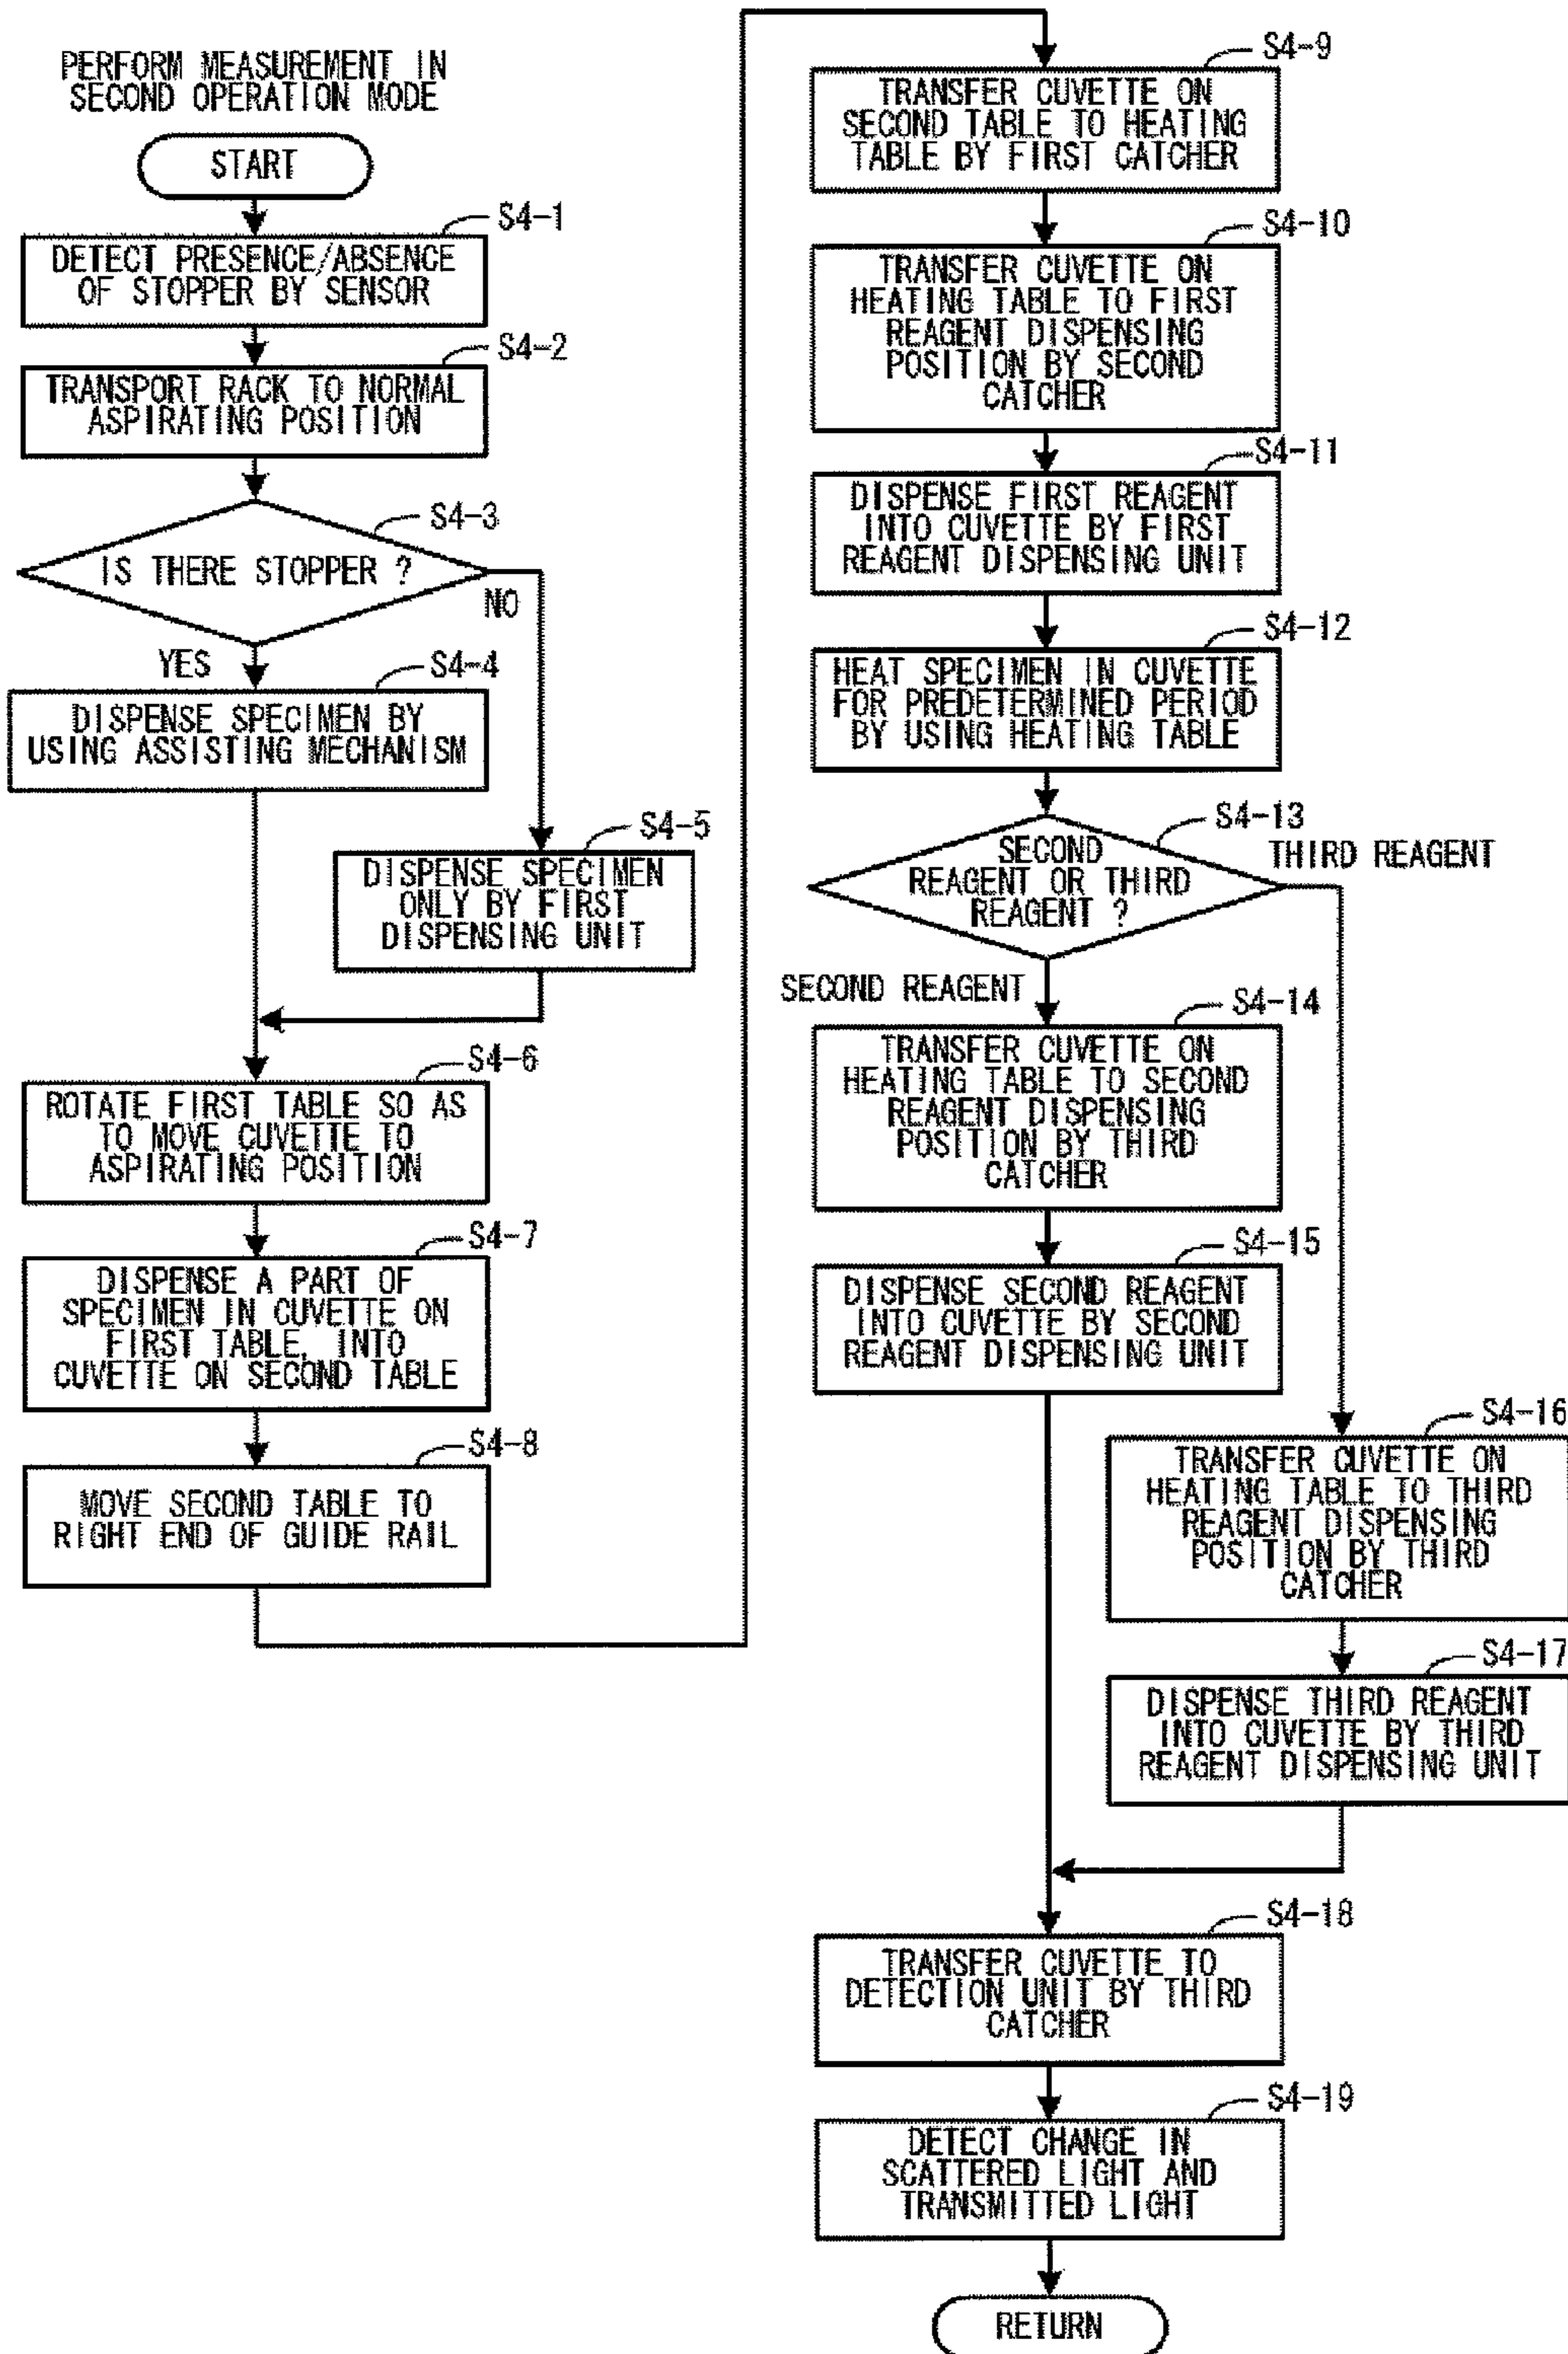 PERFORM MEASUREMENT IN
SECOND OPERATION MODE
START
S4-1
DETECT PRESENCE/ABSENCE
OF STOPPER BY SENSOR
S4-2
TRANSPORT RACK TO NORMAL
ASPIRATING POSITION
S4-3
IS THERE STOPPER ?
NO
YES
S4-4
DISPENSE SPECIMEN BY
USING ASSISTING MECHANISM
S4-5
DISPENSE SPECIMEN
ONLY BY FIRST
DISPENSING UNIT
S4-6
ROTATE FIRST TABLE SO AS
TO MOVE CUVETTE TO
ASPIRATING POSITION
S4-7
DISPENSE A PART OF
SPECIMEN IN CUVETTE ON
FIRST TABLE, INTO
CUVETTE ON SECOND TABLE
S4-8
MOVE SECOND TABLE TO
RIGHT END OF GUIDE RAIL
S4-9
TRANSFER CUVETTE ON
SECOND TABLE TO HEATING
TABLE BY FIRST CATCHER
S4-10
TRANSFER CUVETTE ON
HEATING TABLE TO FIRST
REAGENT DISPENSING
POSITION BY SECOND
CATCHER
S4-11
DISPENSE FIRST REAGENT
INTO CUVETTE BY FIRST
REAGENT DISPENSING UNIT
S4-12
HEAT SPECIMEN IN CUVETTE
FOR PREDETERMINED PERIOD
BY USING HEATING TABLE
S4-13
SECOND
REAGENT OR THIRD
REAGENT ?
THIRD REAGENT
SECOND REAGENT
S4-14
TRANSFER CUVETTE ON
HEATING TABLE TO SECOND
REAGENT DISPENSING
POSITION BY THIRD
CATCHER
S4-15
DISPENSE SECOND REAGENT
INTO CUVETTE BY SECOND
REAGENT DISPENSING UNIT
S4-16
TRANSFER CUVETTE ON
HEATING TABLE TO THIRD
REAGENT DISPENSING
POSITION BY THIRD
CATCHER
S4-17
DISPENSE THIRD REAGENT
INTO CUVETTE BY THIRD
REAGENT DISPENSING UNIT
S4-18
TRANSFER CUVETTE TO
DETECTION UNIT BY THIRD
CATCHER
S4-19
DETECT CHANGE IN
SCATTERED LIGHT AND
TRANSMITTED LIGHT
RETURN